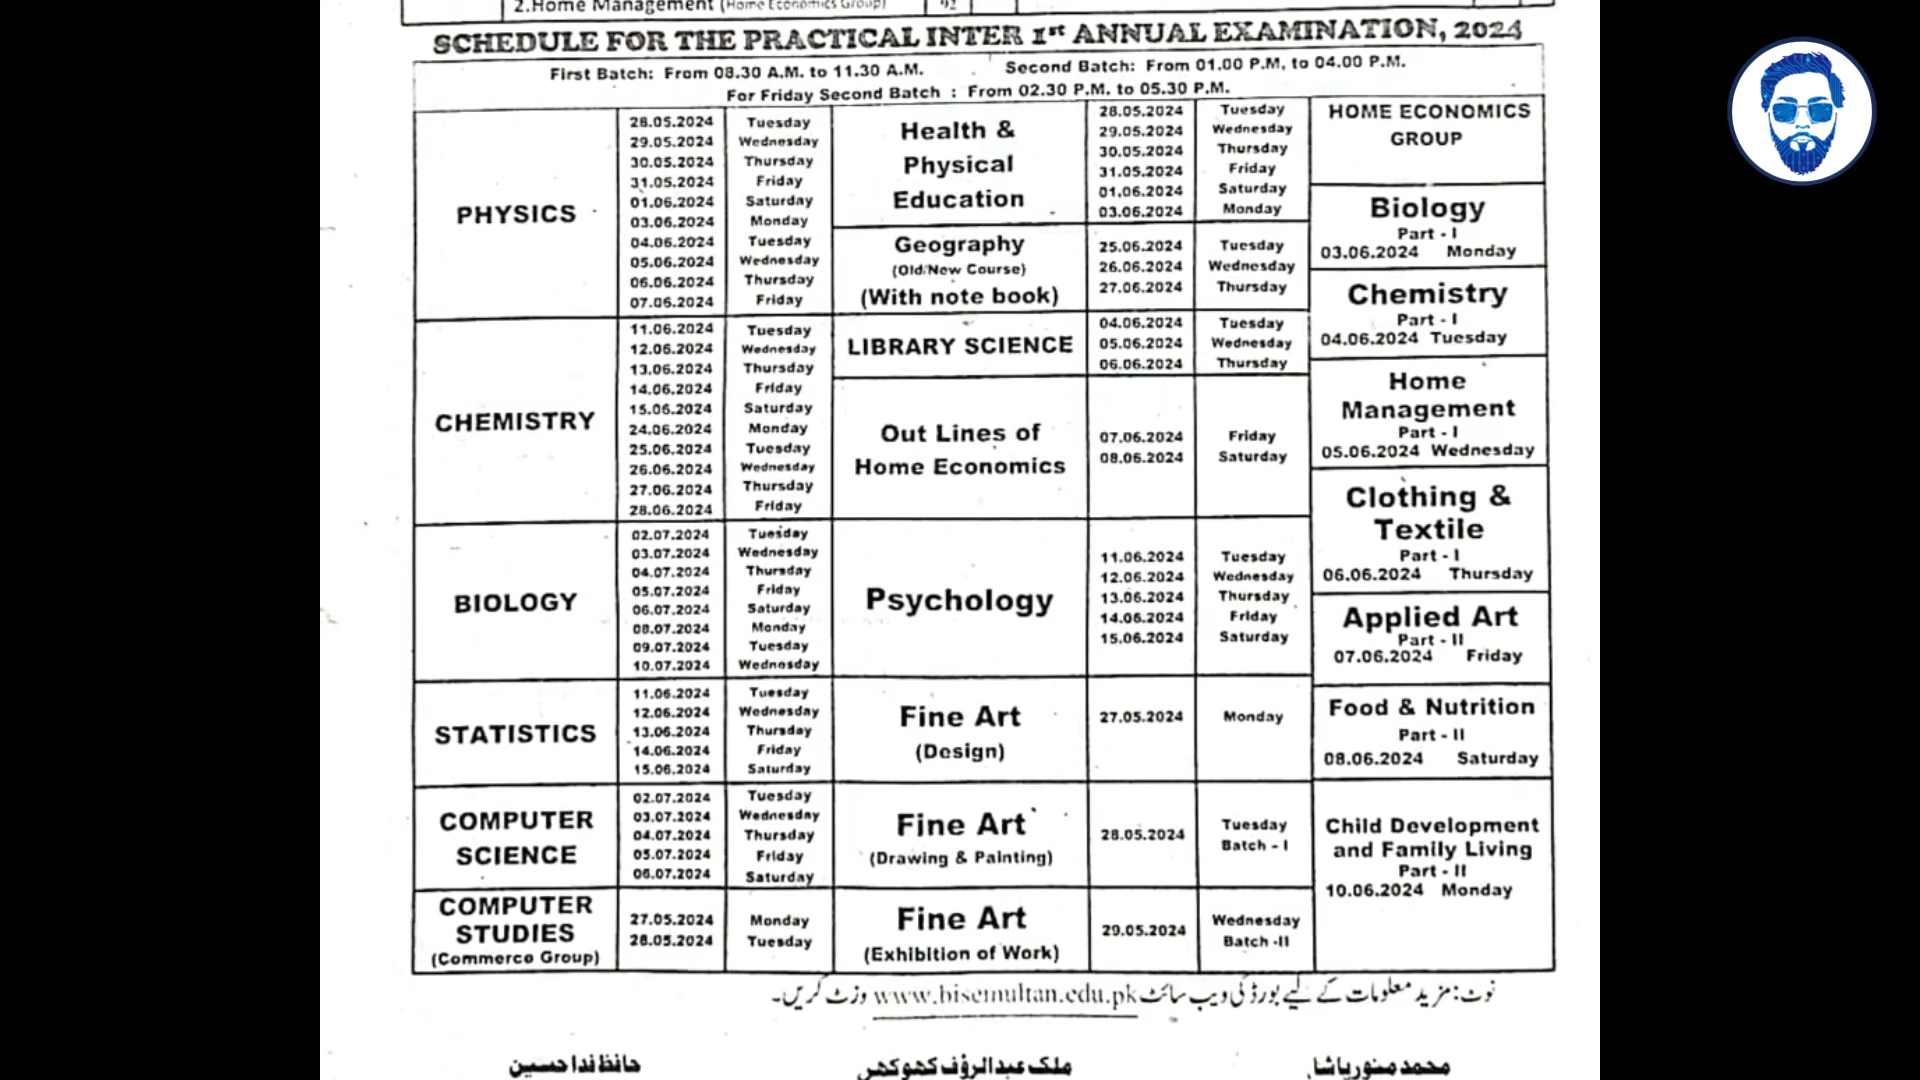 2.Home Management (Home Economics Group) 92
SCHEDULE FOR THE PRACTICAL INTER 1st ANNUAL EXAMINATION, 2024
First Batch: From 08.30 A.M. to 11.30 A.M. Second Batch: From 01.00 P.M. to 04.00 P.M.
For Friday Second Batch : From 02.30 P.M. to 05.30 P.M.
PHYSICS
28.05.2024 Tuesday
29.05.2024 Wednesday
30.05.2024 Thursday
31.05.2024 Friday
01.06.2024 Saturday
03.06.2024 Monday
04.06.2024 Tuesday
05.06.2024 Wednesday
06.06.2024 Thursday
07.06.2024 Friday
CHEMISTRY
11.06.2024 Tuesday
12.06.2024 Wednesday
13.06.2024 Thursday
14.06.2024 Friday
15.06.2024 Saturday
24.06.2024 Monday
25.06.2024 Tuesday
26.06.2024 Wednesday
27.06.2024 Thursday
28.06.2024 Friday
BIOLOGY
02.07.2024 Tuesday
03.07.2024 Wednesday
04.07.2024 Thursday
05.07.2024 Friday
06.07.2024 Saturday
08.07.2024 Monday
09.07.2024 Tuesday
10.07.2024 Wednesday
STATISTICS
11.06.2024 Tuesday
12.06.2024 Wednesday
13.06.2024 Thursday
14.06.2024 Friday
15.06.2024 Saturday
COMPUTER
SCIENCE
02.07.2024 Tuesday
03.07.2024 Wednesday
04.07.2024 Thursday
05.07.2024 Friday
06.07.2024 Saturday
COMPUTER
STUDIES
(Commerce Group)
27.05.2024 Monday
28.05.2024 Tuesday
Health &
Physical
Education
28.05.2024 Tuesday
29.05.2024 Wednesday
30.05.2024 Thursday
31.05.2024 Friday
01.06.2024 Saturday
03.06.2024 Monday
Geography
(Old/New Course)
(With note book)
25.06.2024 Tuesday
26.06.2024 Wednesday
27.06.2024 Thursday
LIBRARY SCIENCE
04.06.2024 Tuesday
05.06.2024 Wednesday
06.06.2024 Thursday
Out Lines of
Home Economics
07.06.2024 Friday
08.06.2024 Saturday
Psychology
11.06.2024 Tuesday
12.06.2024 Wednesday
13.06.2024 Thursday
14.06.2024 Friday
15.06.2024 Saturday
Fine Art
(Design)
27.05.2024 Monday
Fine Art
(Drawing & Painting)
28.05.2024 Tuesday
Batch - I
Fine Art
(Exhibition of Work)
29.05.2024 Wednesday
Batch -II
HOME ECONOMICS
GROUP
Biology
Part - I
03.06.2024 Monday
Chemistry
Part - I
04.06.2024 Tuesday
Home
Management
Part - I
05.06.2024 Wednesday
Clothing &
Textile
Part - I
06.06.2024 Thursday
Applied Art
Part - II
07.06.2024 Friday
Food & Nutrition
Part - II
08.06.2024 Saturday
Child Development
and Family Living
Part - II
10.06.2024 Monday
نوٹ: مزید معلومات کے لیے بورڈ کی ویب سائٹ www.bisemultan.edu.pk وزٹ کریں۔
محمد منور پاشا
ملک عبدالرؤف کھوکھر
حافظ فدا حسین